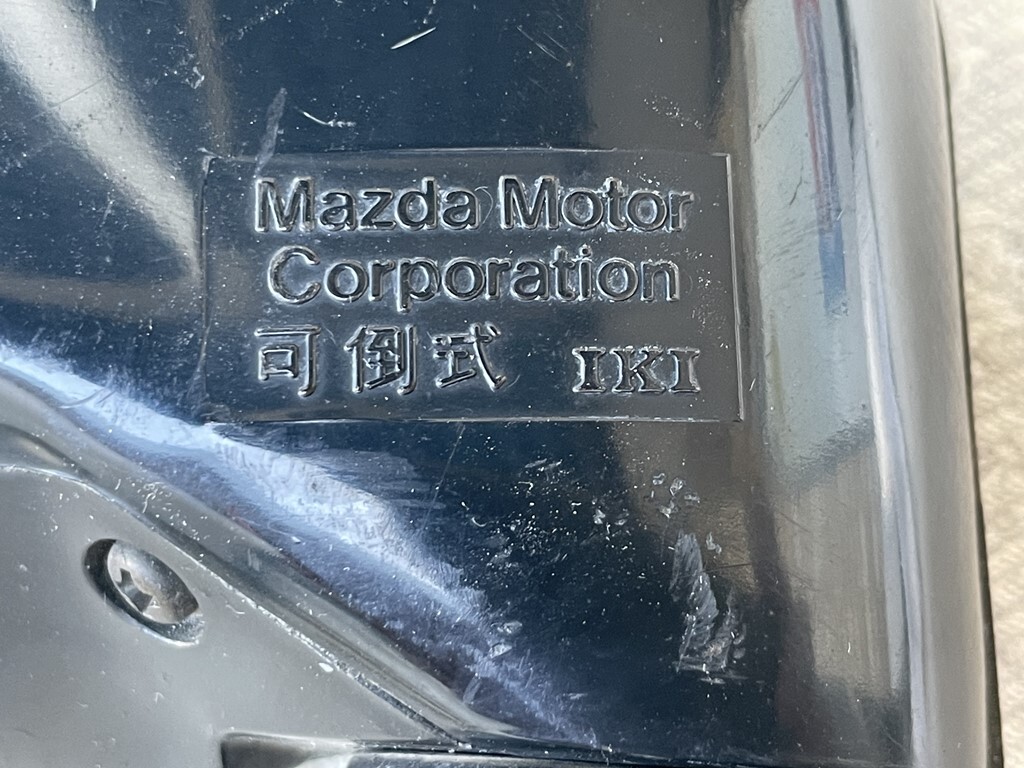 Mazda Motor
Corporation
可倒式 IKI